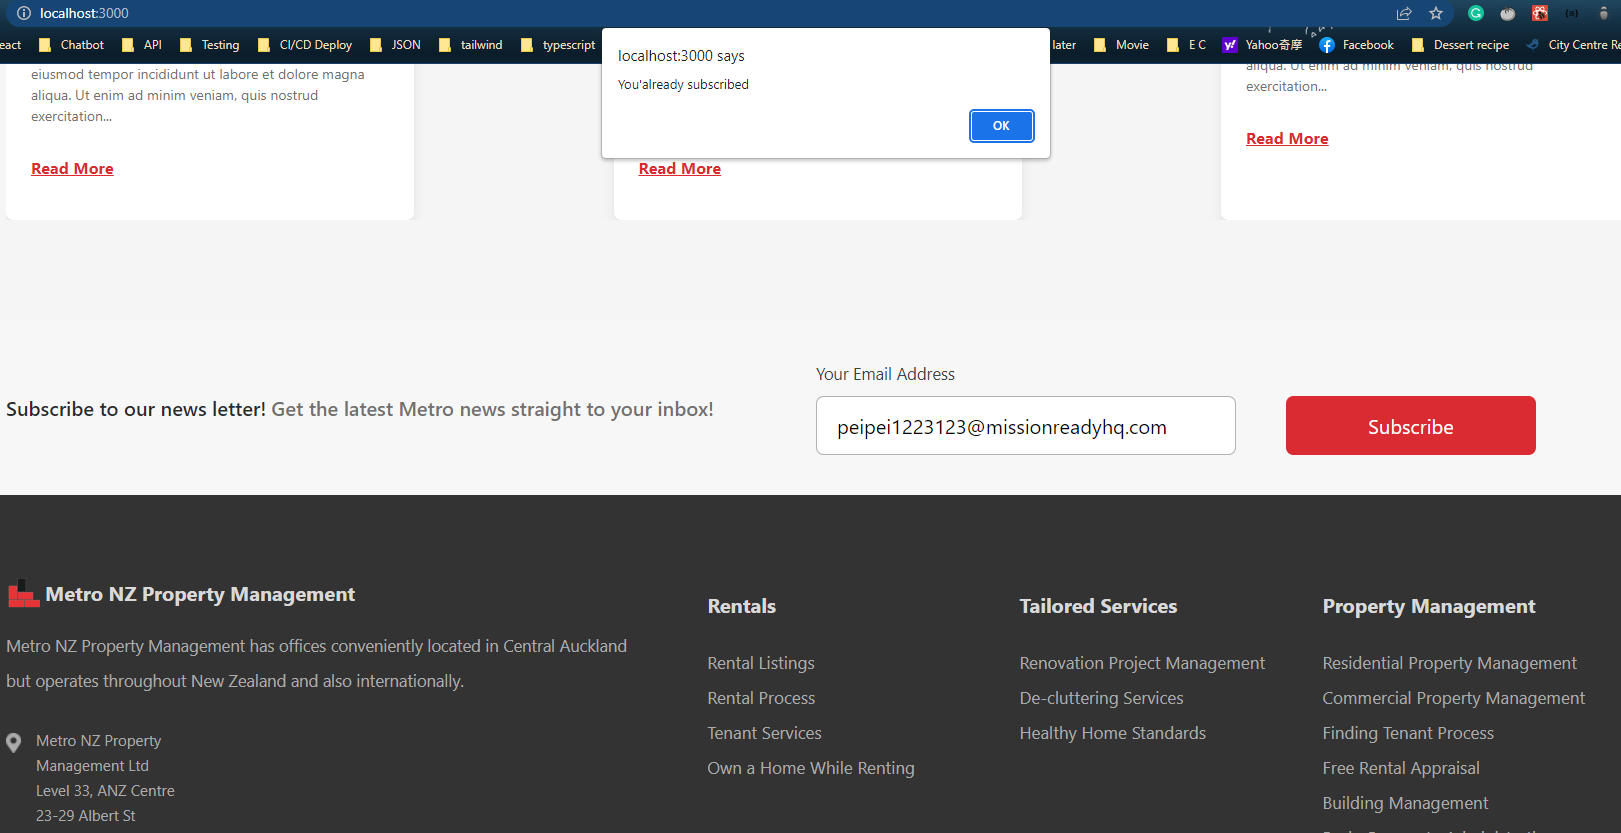 localhost:3000
eact Chatbot API Testing CI/CD Deploy JSON tailwind typescript later Movie E C Yahoo奇摩 Facebook Dessert recipe City Centre Re
localhost:3000 says
You'already subscribed
OK
eiusmod tempor incididunt ut labore et dolore magna
aliqua. Ut enim ad minim veniam, quis nostrud
exercitation...
Read More
Read More
aliqua. Ut enim ad minim veniam, quis nostrud
exercitation...
Read More
Subscribe to our news letter! Get the latest Metro news straight to your inbox!
Your Email Address
peipei1223123@missionreadyhq.com
Subscribe
Metro NZ Property Management
Metro NZ Property Management has offices conveniently located in Central Auckland
but operates throughout New Zealand and also internationally.
Metro NZ Property
Management Ltd
Level 33, ANZ Centre
23-29 Albert St
Rentals
Rental Listings
Rental Process
Tenant Services
Own a Home While Renting
Tailored Services
Renovation Project Management
De-cluttering Services
Healthy Home Standards
Property Management
Residential Property Management
Commercial Property Management
Finding Tenant Process
Free Rental Appraisal
Building Management